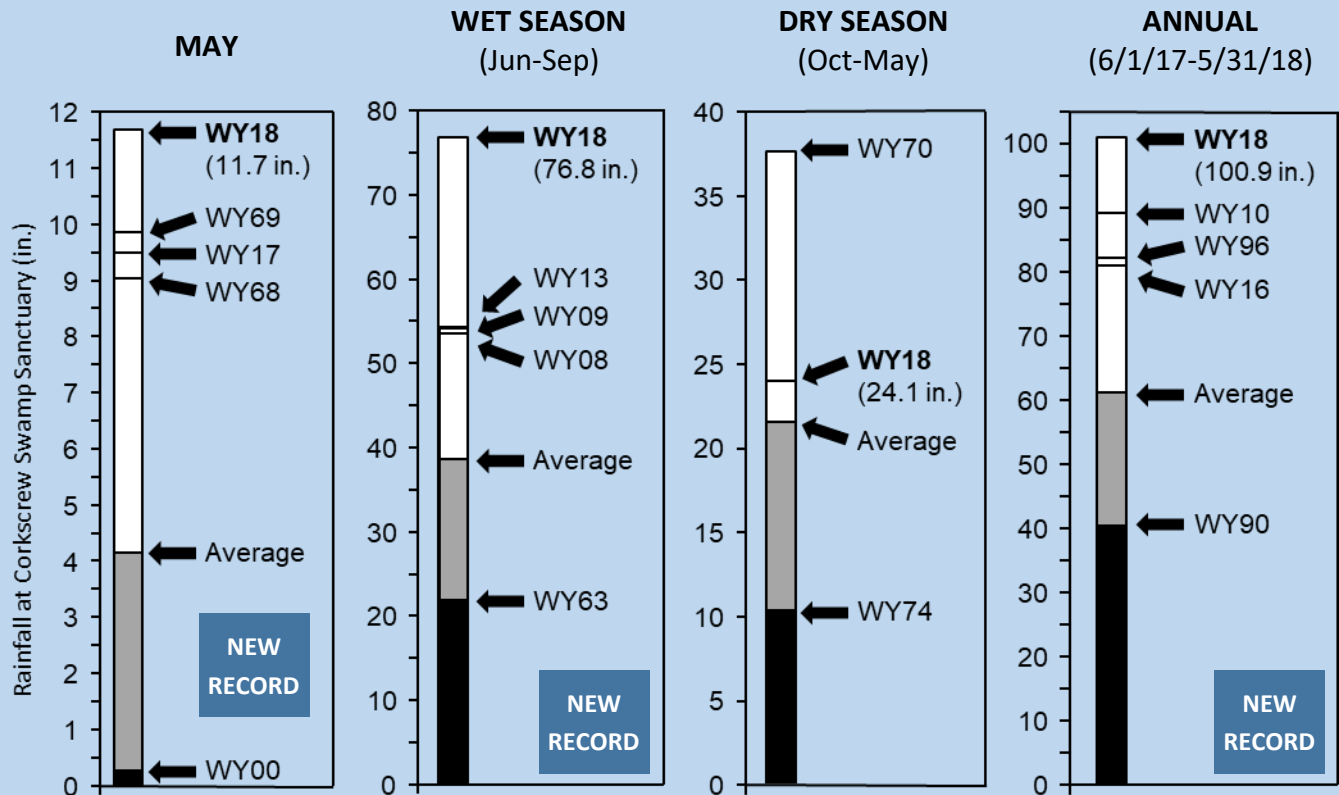 MAY
WET SEASON
(Jun-Sep)
DRY SEASON
(Oct-May)
ANNUAL
(6/1/17-5/31/18)
Rainfall at Corkscrew Swamp Sanctuary (in.)
12
11
10
9
8
7
6
5
4
3
2
1
0
WY18
(11.7 in.)
WY69
WY17
WY68
Average
WY00
NEW
RECORD
80
70
60
50
40
30
20
10
0
WY18
(76.8 in.)
WY13
WY09
WY08
Average
WY63
NEW
RECORD
40
35
30
25
20
15
10
5
0
WY70
WY18
(24.1 in.)
Average
WY74
100
90
80
70
60
50
40
30
20
10
0
WY18
(100.9 in.)
WY10
WY96
WY16
Average
WY90
NEW
RECORD